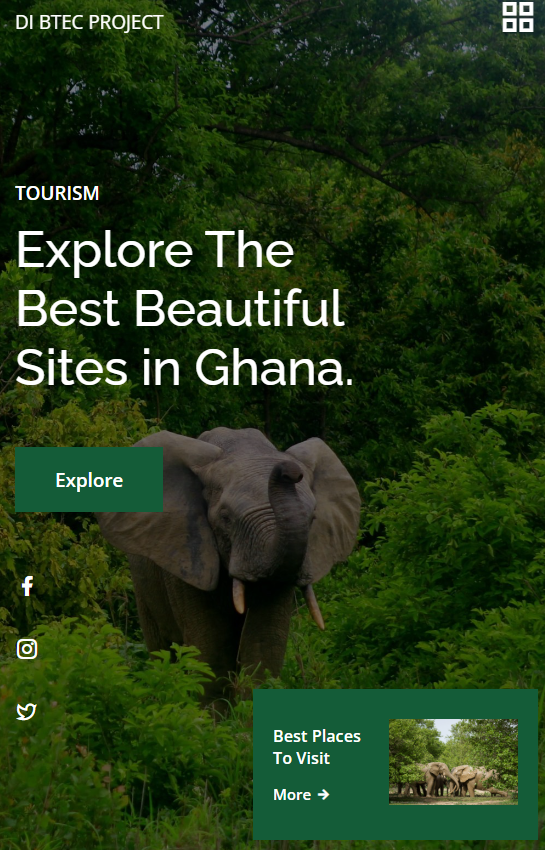 DI BTEC PROJECT
TOURISM
Explore The
Best Beautiful
Sites in Ghana.
Explore
Best Places
To Visit
More